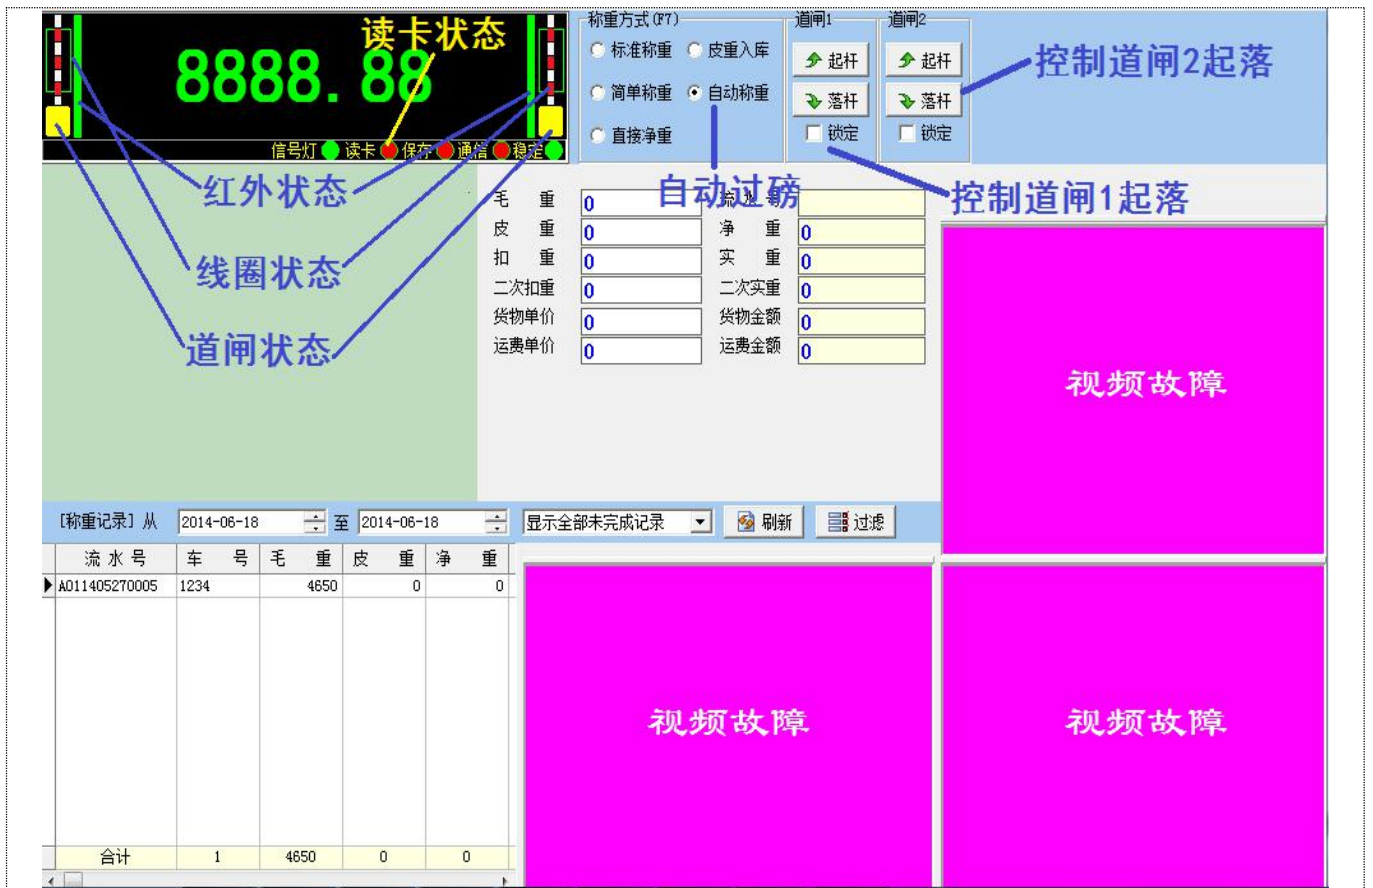 读卡状态
8888.88
信号灯 读卡 保存 通信 稳定
称重方式(F7)
标准称重 皮重入库
简单称重 自动称重
直接净重
道闸1
起杆
落杆
锁定
道闸2
起杆
落杆
锁定
控制道闸2起落
红外状态
自动过磅
控制道闸1起落
线圈状态
道闸状态
毛 重 0 流水号
皮 重 0 净 重 0
扣 重 0 实 重 0
二次扣重 0 二次实重 0
货物单价 0 货物金额 0
运费单价 0 运费金额 0
视频故障
[称重记录] 从 2014-06-18 至 2014-06-18 显示全部未完成记录 刷新 过滤
流水号 车 号 毛 重 皮 重 净 重
A011405270005 1234 4650 0 0
视频故障 视频故障
合计 1 4650 0 0